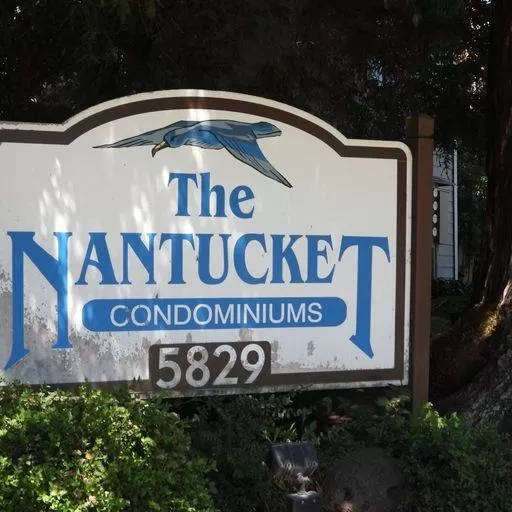 The
NANTUCKET
CONDOMINIUMS
5829